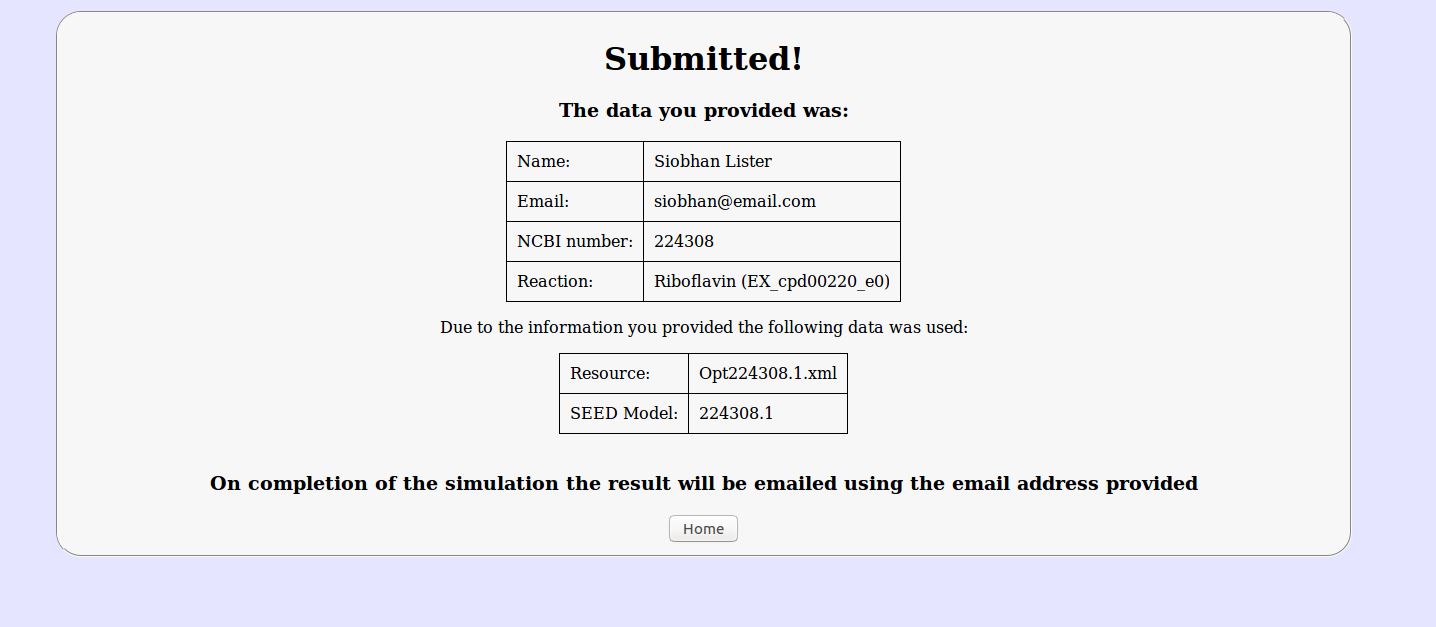 Submitted!
The data you provided was:
Name: Siobhan Lister
Email: siobhan@email.com
NCBI number: 224308
Reaction: Riboflavin (EX_cpd00220_e0)
Due to the information you provided the following data was used:
Resource: Opt224308.1.xml
SEED Model: 224308.1
On completion of the simulation the result will be emailed using the email address provided
Home